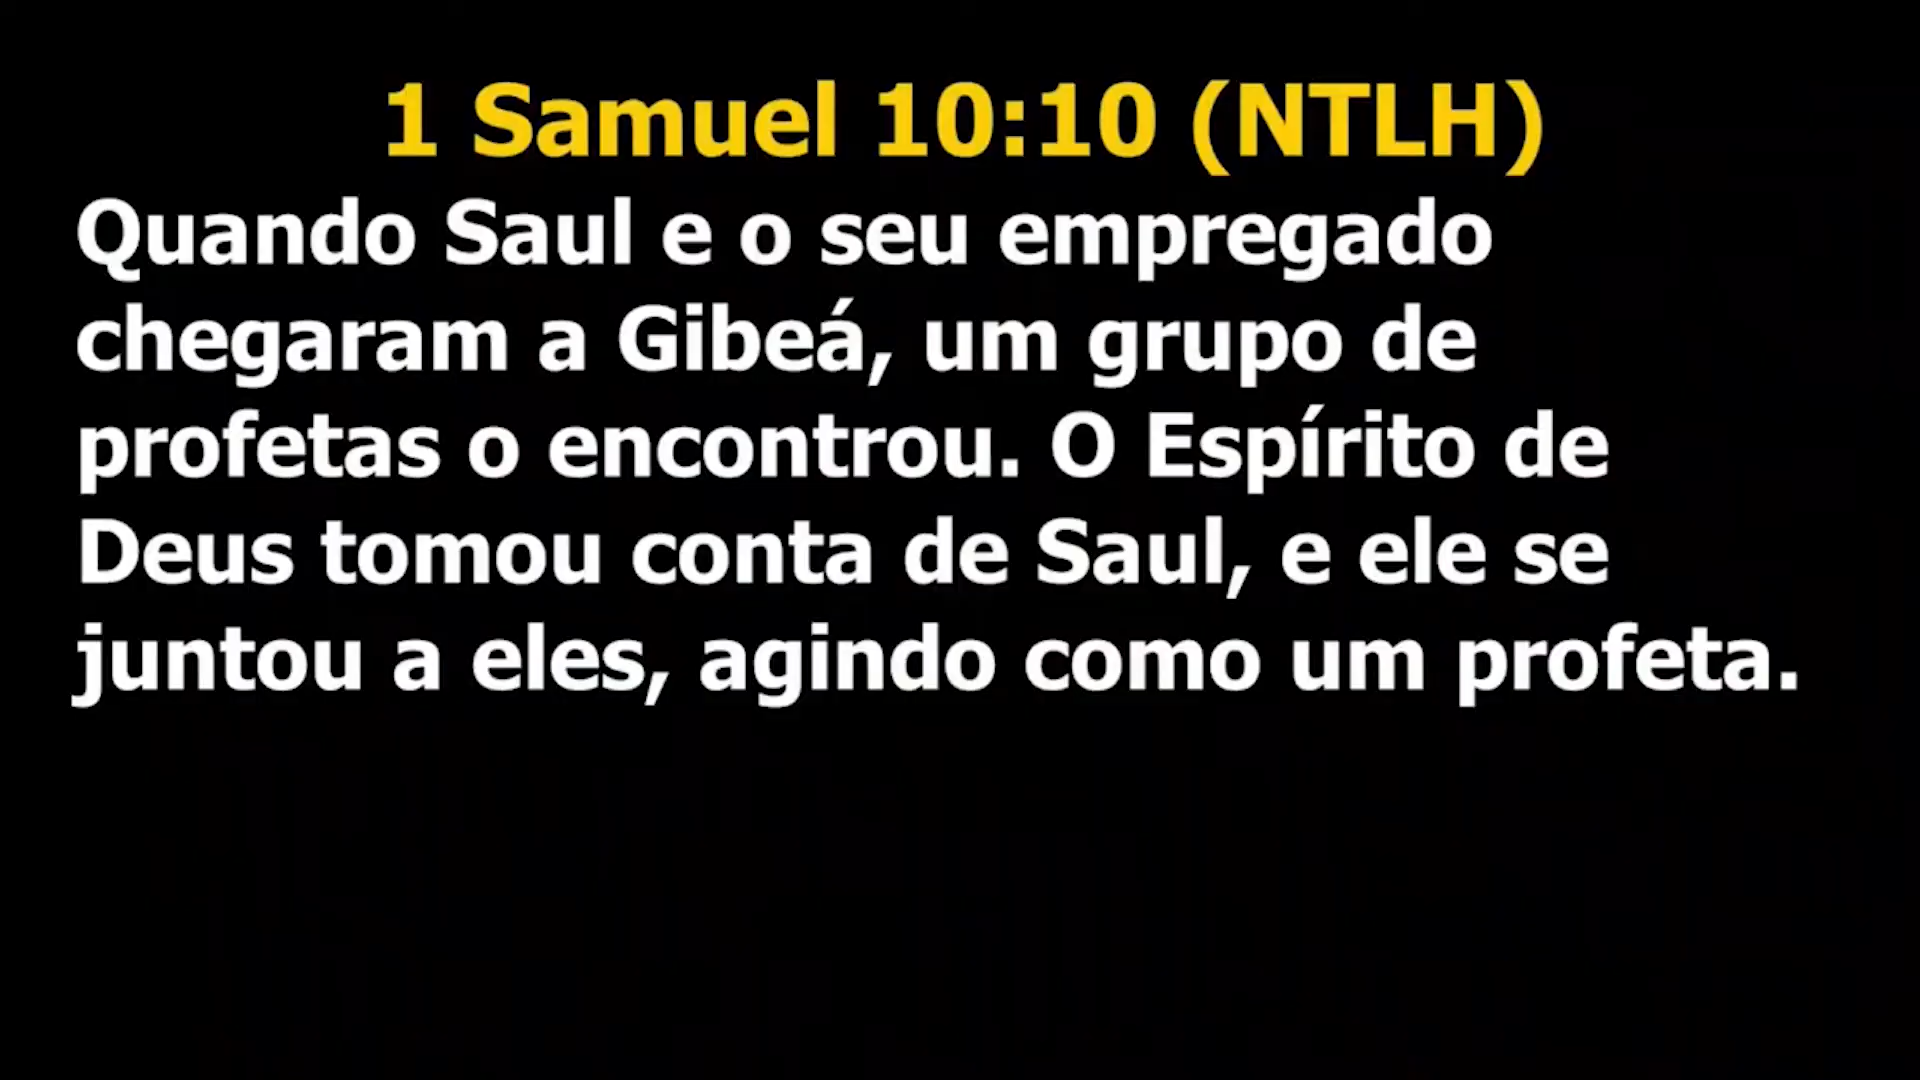 1 Samuel 10:10 (NTLH)
Quando Saul e o seu empregado
chegaram a Gibeá, um grupo de
profetas o encontrou. O Espírito de
Deus tomou conta de Saul, e ele se
juntou a eles, agindo como um profeta.